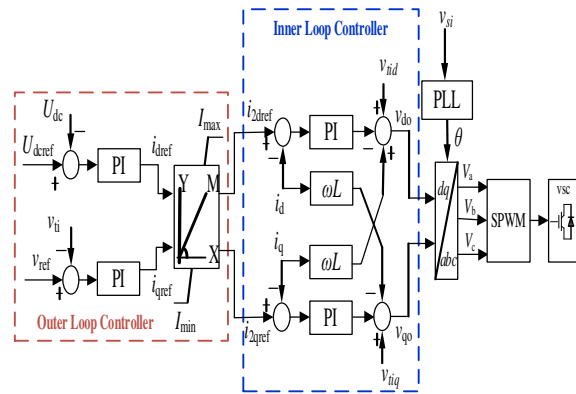 Inner Loop Controller
v_si
U_dc
U_dcref
PI
i_dref
I_max
i_2dref
PI
v_tid
v_do
PLL
θ
Y
M
X
i_d
ωL
dq
abc
V_a
V_b
V_c
SPWM
vsc
v_ti
v_ref
PI
i_qref
i_q
ωL
I_min
i_2qref
PI
v_qo
v_tiq
Outer Loop Controller